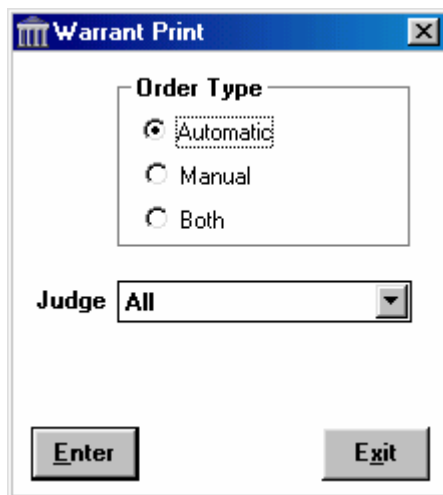 Warrant Print
Order Type
Automatic
Manual
Both
Judge All
Enter Exit